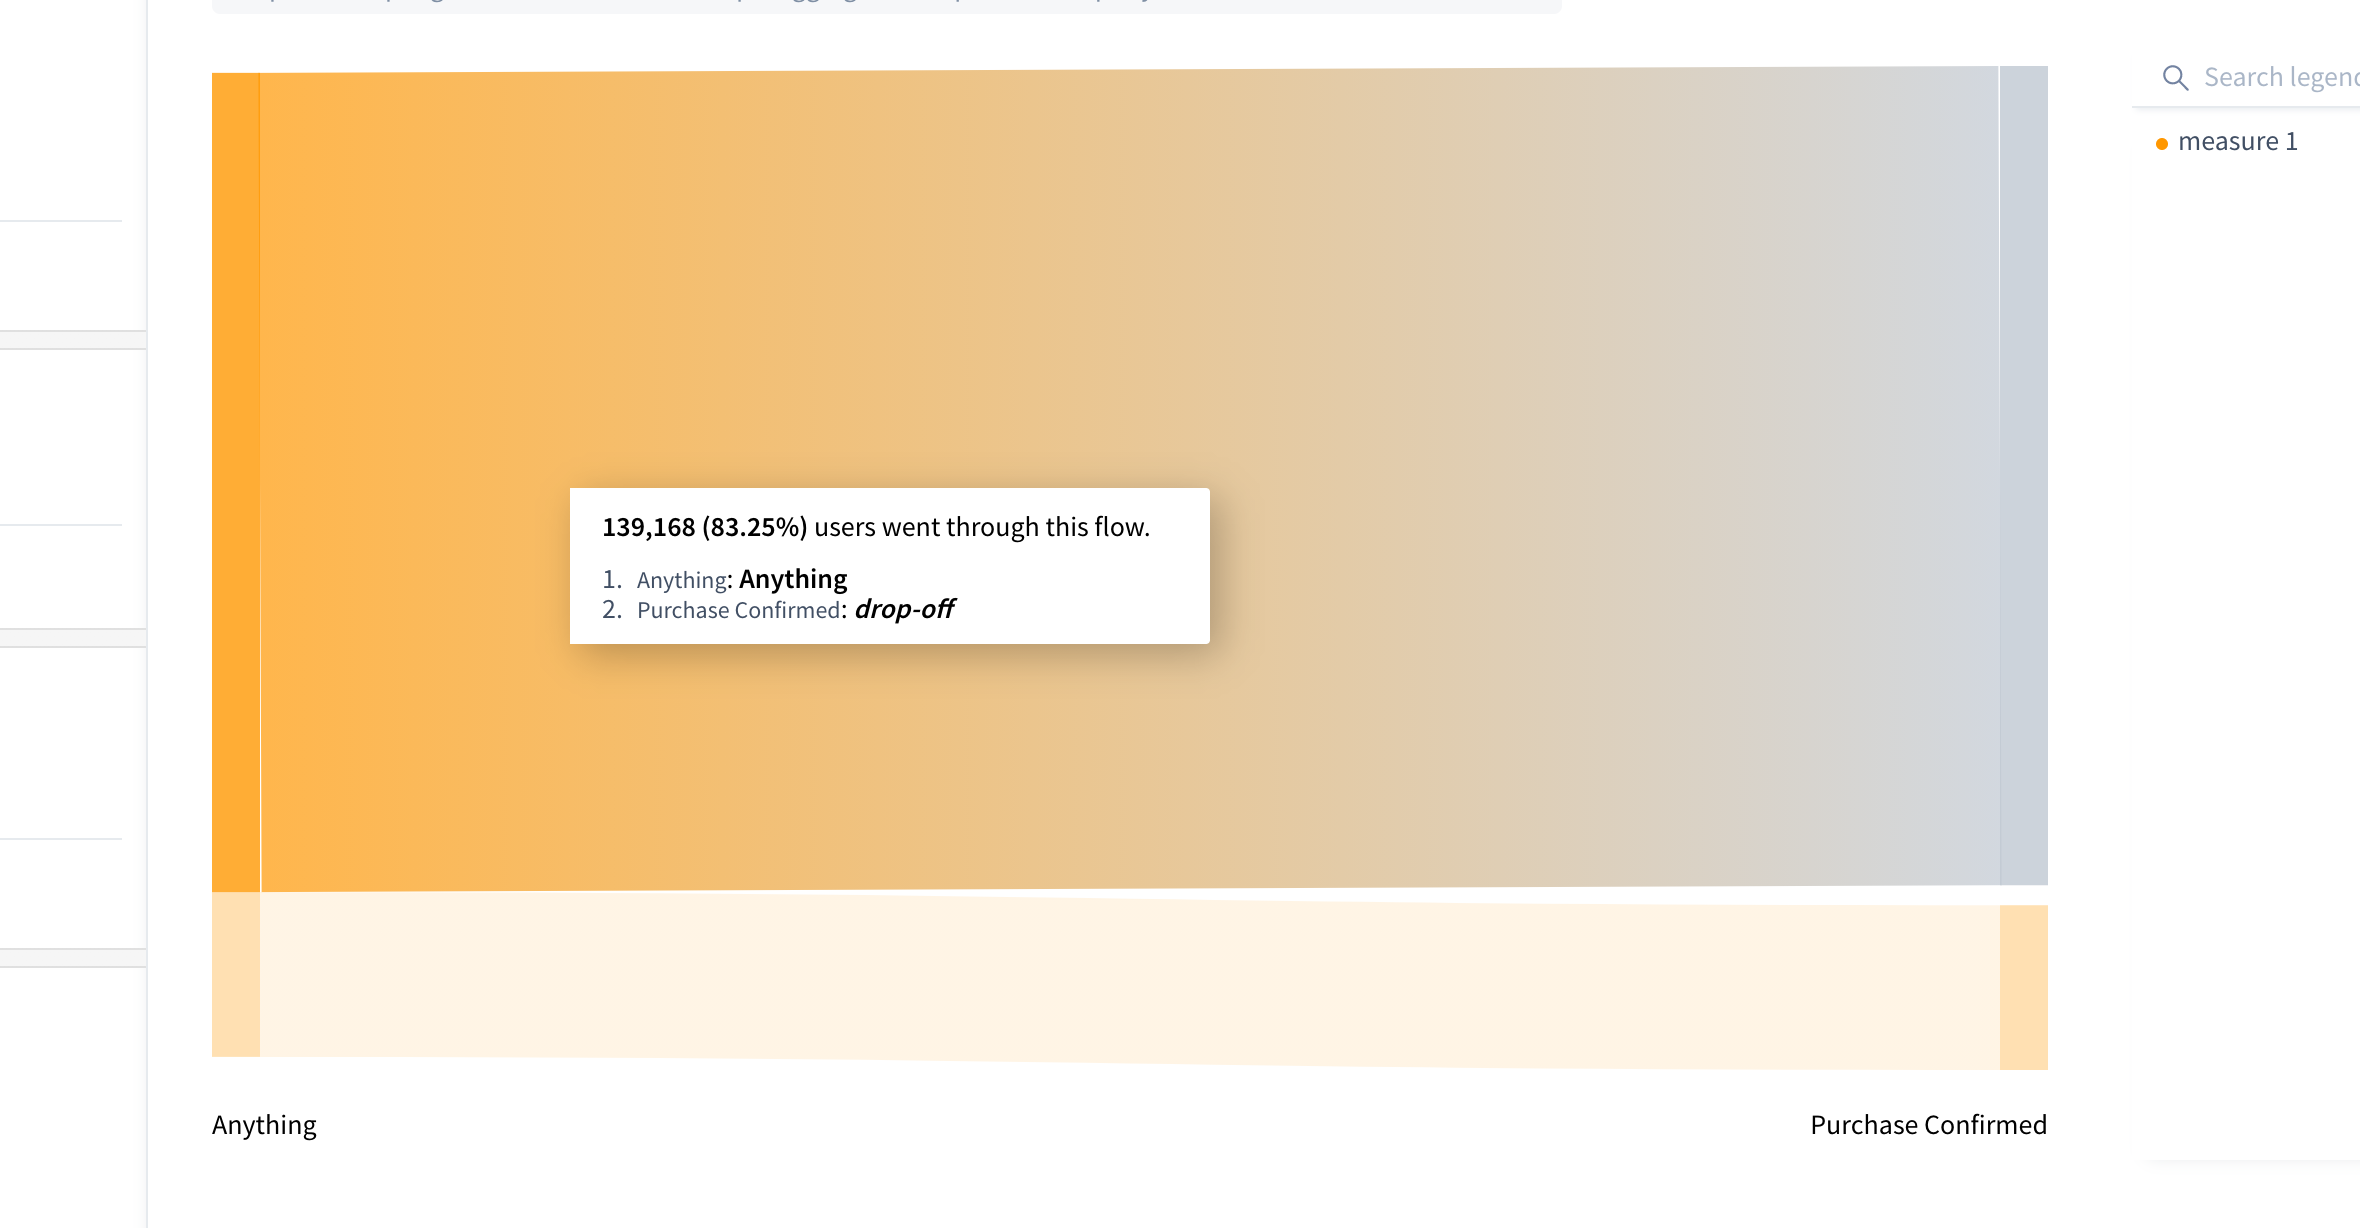 Search legen
measure 1
139,168 (83.25%) users went through this flow.
1. Anything: Anything
2. Purchase Confirmed: drop-off
Anything
Purchase Confirmed